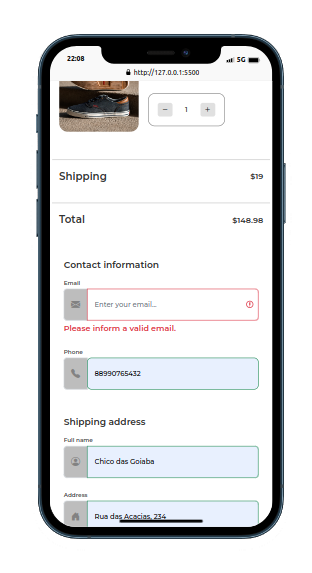 22:08
5G
http://127.0.0.1:5500
− 1 +
Shipping $19
Total $148.98
Contact information
Email
Enter your email...
Please inform a valid email.
Phone
88990765432
Shipping address
Full name
Chico das Goiaba
Address
Rua das Acacias, 234